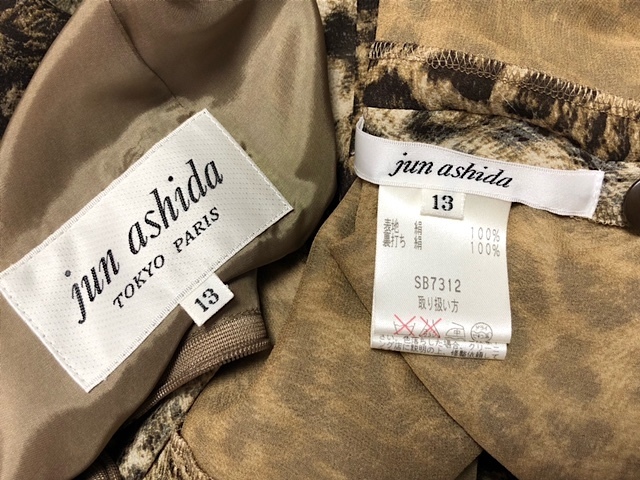 jun ashida
TOKYO PARIS
13
jun ashida
13
表地 絹 100%
裏打ち 絹 100%
SB7312
取り扱い方